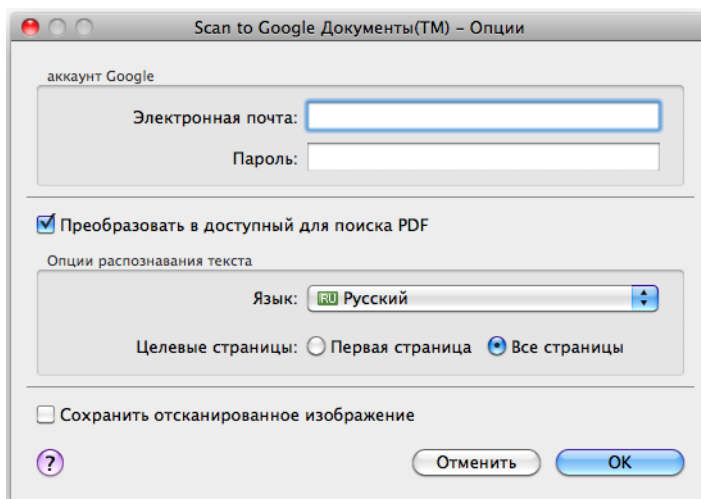 Scan to Google Документы(TM) – Опции
аккаунт Google
Электронная почта:
Пароль:
Преобразовать в доступный для поиска PDF
Опции распознавания текста
Язык: RU Русский
Целевые страницы: Первая страница Все страницы
Сохранить отсканированное изображение
? Отменить OK